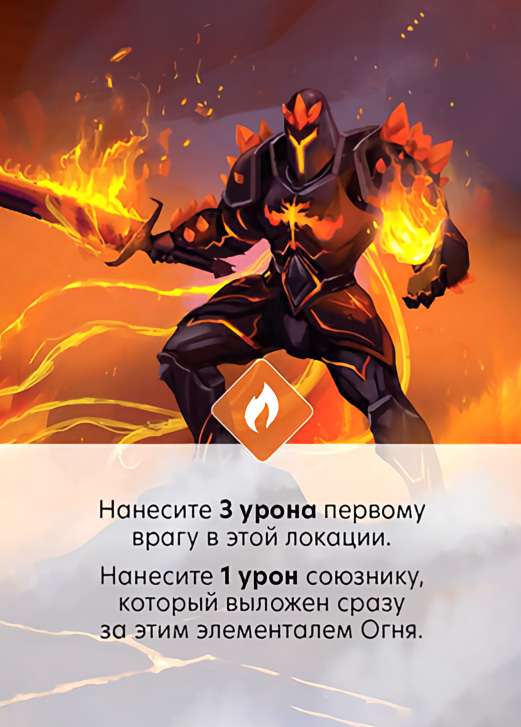 Нанесите 3 урона первому
врагу в этой локации.
Нанесите 1 урон союзнику,
который выложен сразу
за этим элементалем Огня.